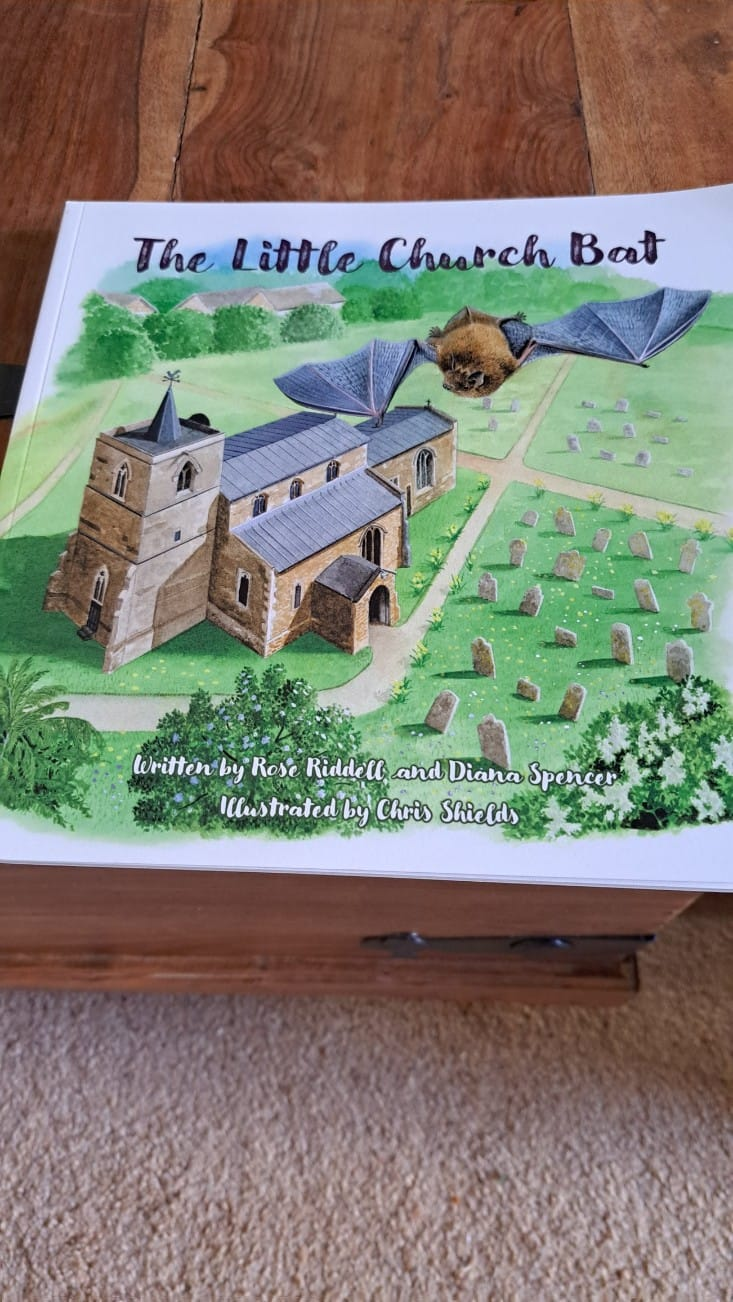 The Little Church Bat
Written by Rose Riddell and Diana Spencer
Illustrated by Chris Shields